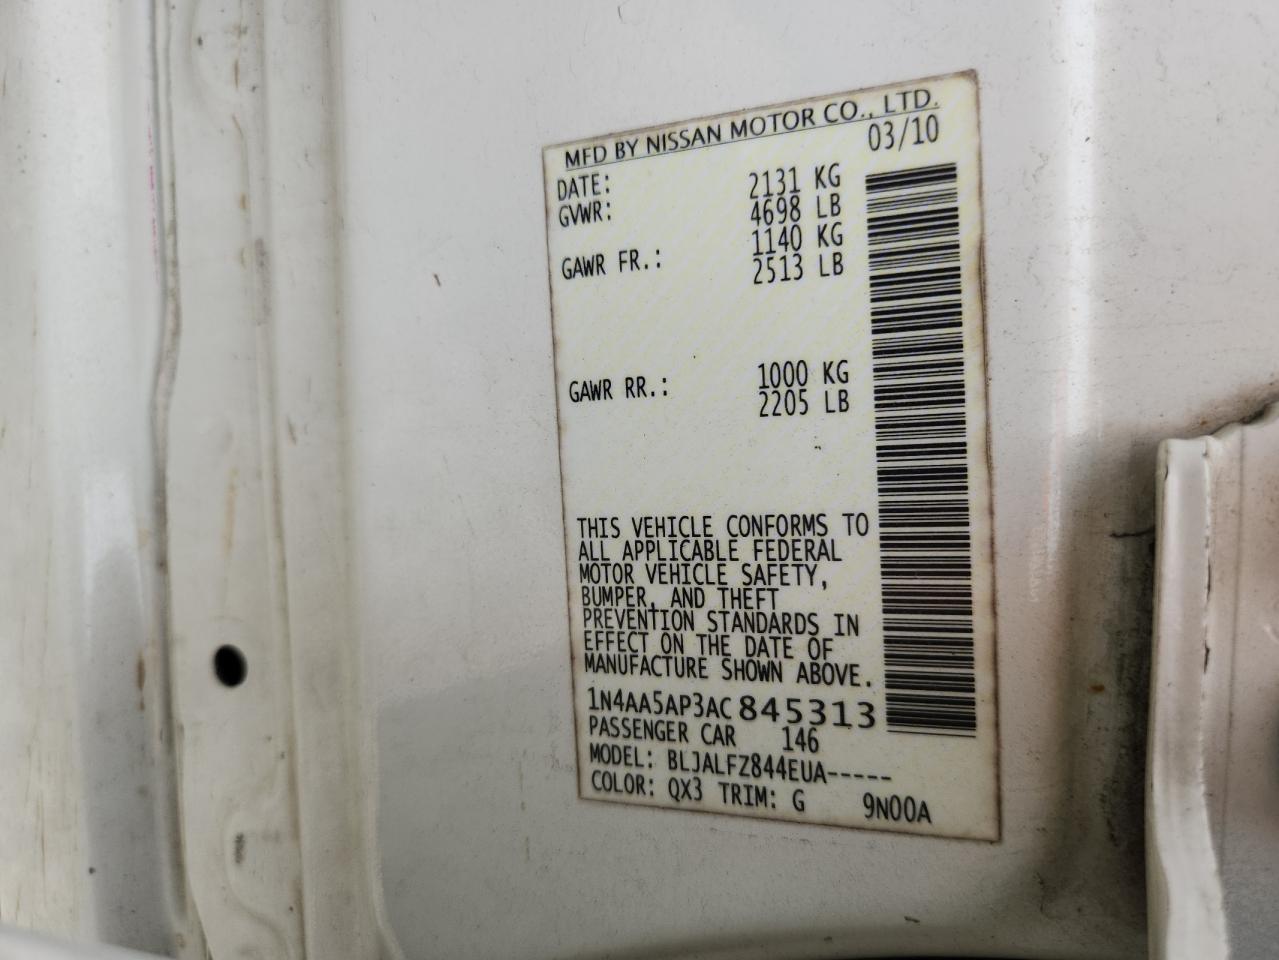 MFD BY NISSAN MOTOR CO., LTD.
DATE: 03/10
GVWR: 2131 KG
4698 LB
GAWR FR.: 1140 KG
2513 LB
GAWR RR.: 1000 KG
2205 LB
THIS VEHICLE CONFORMS TO
ALL APPLICABLE FEDERAL
MOTOR VEHICLE SAFETY,
BUMPER, AND THEFT
PREVENTION STANDARDS IN
EFFECT ON THE DATE OF
MANUFACTURE SHOWN ABOVE.
1N4AA5AP3AC845313
PASSENGER CAR 146
MODEL: BLJALFZ844EUA-----
COLOR: QX3 TRIM: G 9N00A